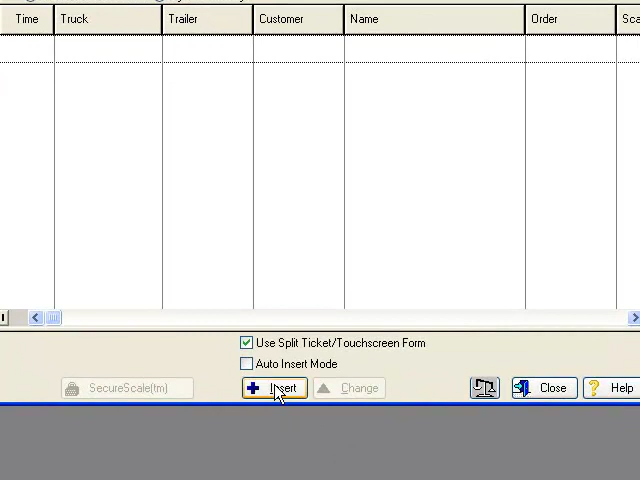 Time Truck Trailer Customer Name Order
Use Split Ticket/Touchscreen Form
Auto Insert Mode
SecureScale(tm) Insert Change Close Help